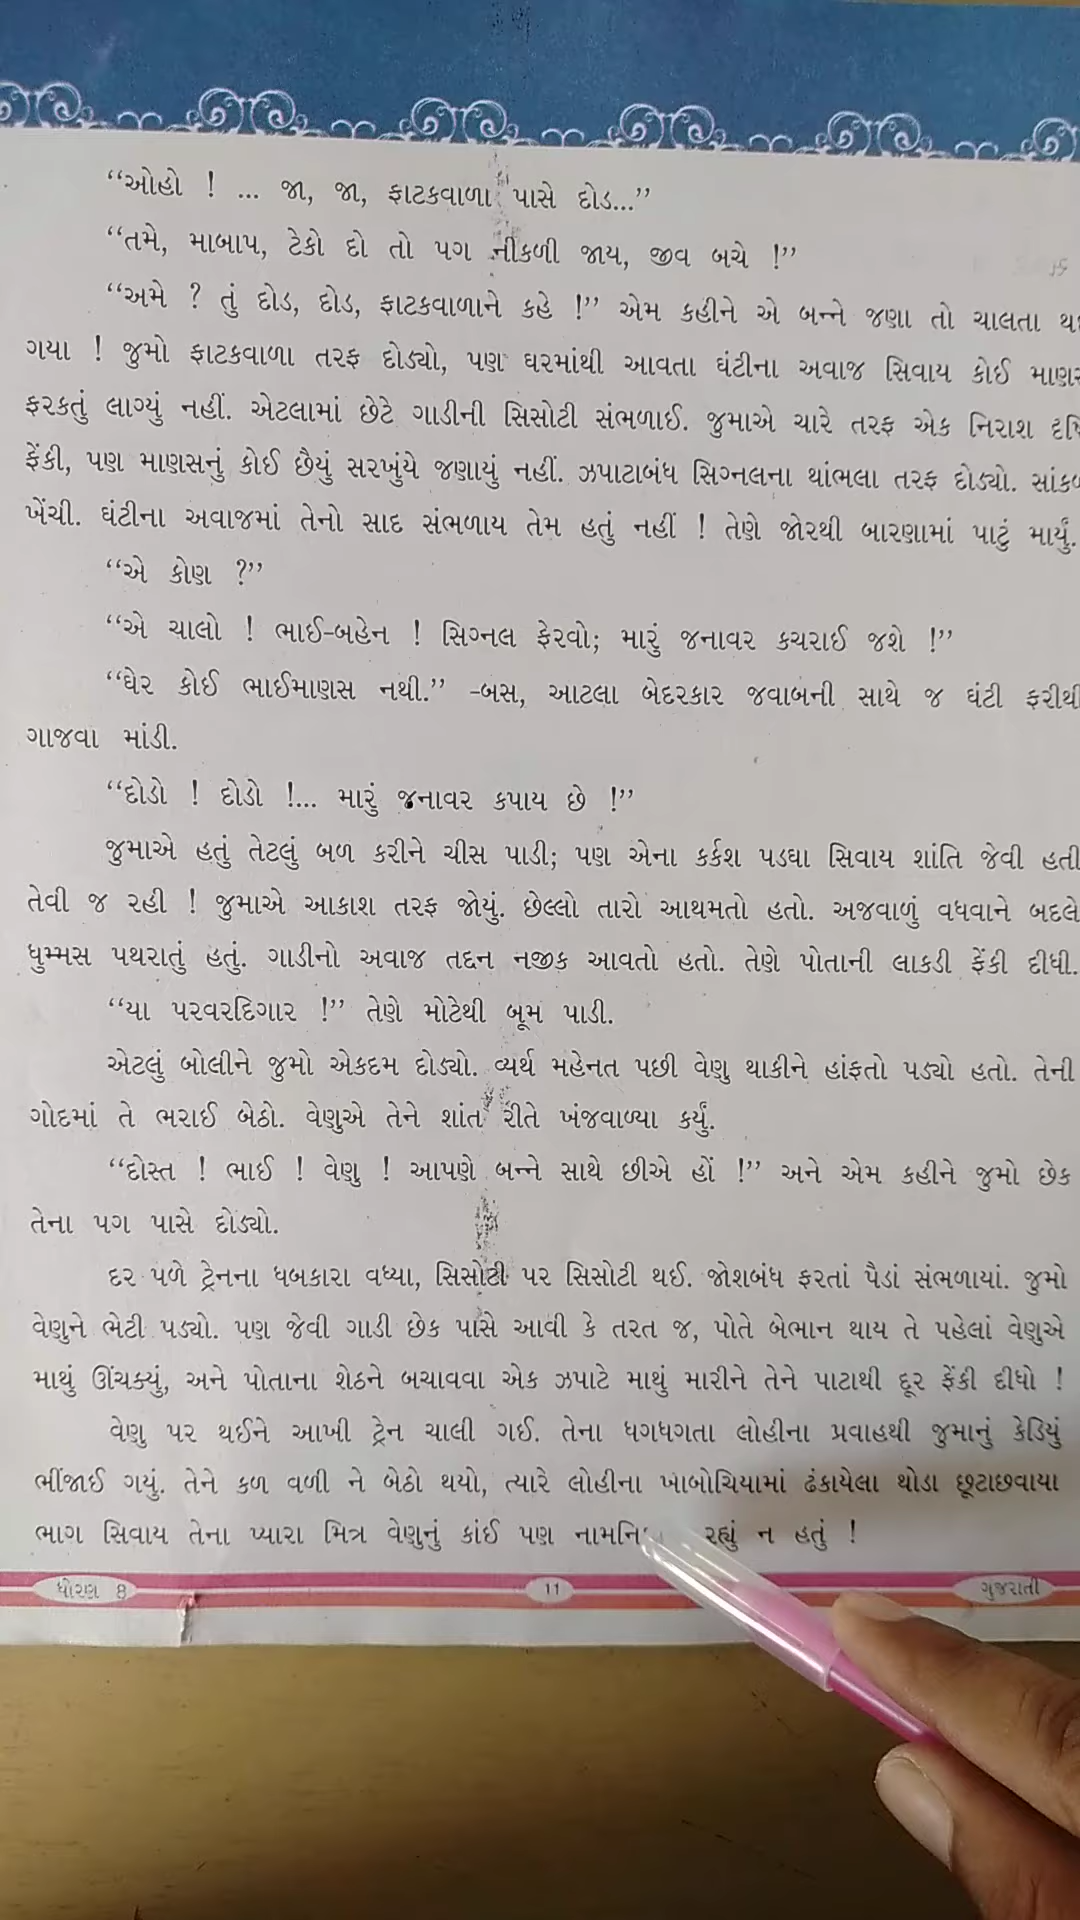 “ઓહો ! ... જા, જા, ફાટકવાળા પાસે દોડ...”
“તમે, માબાપ, ટેકો દો તો પગ નીકળી જાય, જીવ બચે !”
“અમે ? તું દોડ, દોડ, ફાટકવાળાને કહે !” એમ કહીને એ બન્ને જણા તો ચાલતા
ગયા ! જુમો ફાટકવાળા તરફ દોડ્યો, પણ ઘરમાંથી આવતા ઘંટીના અવાજ સિવાય કોઈ
ફરકતું લાગ્યું નહીં. એટલામાં છેટે ગાડીની સિસોટી સંભળાઈ. જુમાએ ચારે તરફ એક નિરાશ
ફેંકી, પણ માણસનું કોઈ છૈયું સરખુંયે જણાયું નહીં. ઝપાટાબંધ સિગ્નલના થાંભલા તરફ દોડ્યો.
ખેંચી. ઘંટીના અવાજમાં તેનો સાદ સંભળાય તેમ હતું નહીં ! તેણે જોરથી બારણામાં પાટું માર્યું.
“એ કોણ ?”
“એ ચાલો ! ભાઈ-બહેન ! સિગ્નલ ફેરવો; મારું જનાવર કચરાઈ જશે !”
“ઘેર કોઈ ભાઈમાણસ નથી.” -બસ, આટલા બેદરકાર જવાબની સાથે જ ઘંટી ફરીથી
ગાજવા માંડી.
“દોડો ! દોડો !... મારું જનાવર કપાય છે !”
જુમાએ હતું તેટલું બળ કરીને ચીસ પાડી; પણ એના કર્કશ પડઘા સિવાય શાંતિ જેવી હતી
તેવી જ રહી ! જુમાએ આકાશ તરફ જોયું. છેલ્લો તારો આથમતો હતો. અજવાળું વધવાને બદલે
ધુમ્મસ પથરાતું હતું. ગાડીનો અવાજ તદ્દન નજીક આવતો હતો. તેણે પોતાની લાકડી ફેંકી દીધી.
“યા પરવરદિગાર !” તેણે મોટેથી બૂમ પાડી.
એટલું બોલીને જુમો એકદમ દોડ્યો. વ્યર્થ મહેનત પછી વેણુ થાકીને હાંફતો પડ્યો હતો. તેની
ગોદમાં તે ભરાઈ બેઠો. વેણુએ તેને શાંત રીતે ખંજવાળ્યા કર્યું.
“દોસ્ત ! ભાઈ ! વેણુ ! આપણે બન્ને સાથે છીએ હોં !” અને એમ કહીને જુમો છેક
તેના પગ પાસે દોડ્યો.
દર પળે ટ્રેનના ધબકારા વધ્યા, સિસોટી પર સિસોટી થઈ. જોશબંધ ફરતાં પૈડાં સંભળાયાં. જુમો
વેણુને ભેટી પડ્યો. પણ જેવી ગાડી છેક પાસે આવી કે તરત જ, પોતે બેભાન થાય તે પહેલાં વેણુએ
માથું ઊંચક્યું, અને પોતાના શેઠને બચાવવા એક ઝપાટે માથું મારીને તેને પાટાથી દૂર ફેંકી દીધો !
વેણુ પર થઈને આખી ટ્રેન ચાલી ગઈ. તેના ધગધગતા લોહીના પ્રવાહથી જુમાનું કેડિયું
ભીંજાઈ ગયું. તેને કળ વળી ને બેઠો થયો, ત્યારે લોહીના ખાબોચિયામાં ઢંકાયેલા થોડા છૂટાછવાયા
ભાગ સિવાય તેના પ્યારા મિત્ર વેણુનું કાંઈ પણ રહ્યું ન હતું !
ધોરણ 8
11
ગુજરાતી